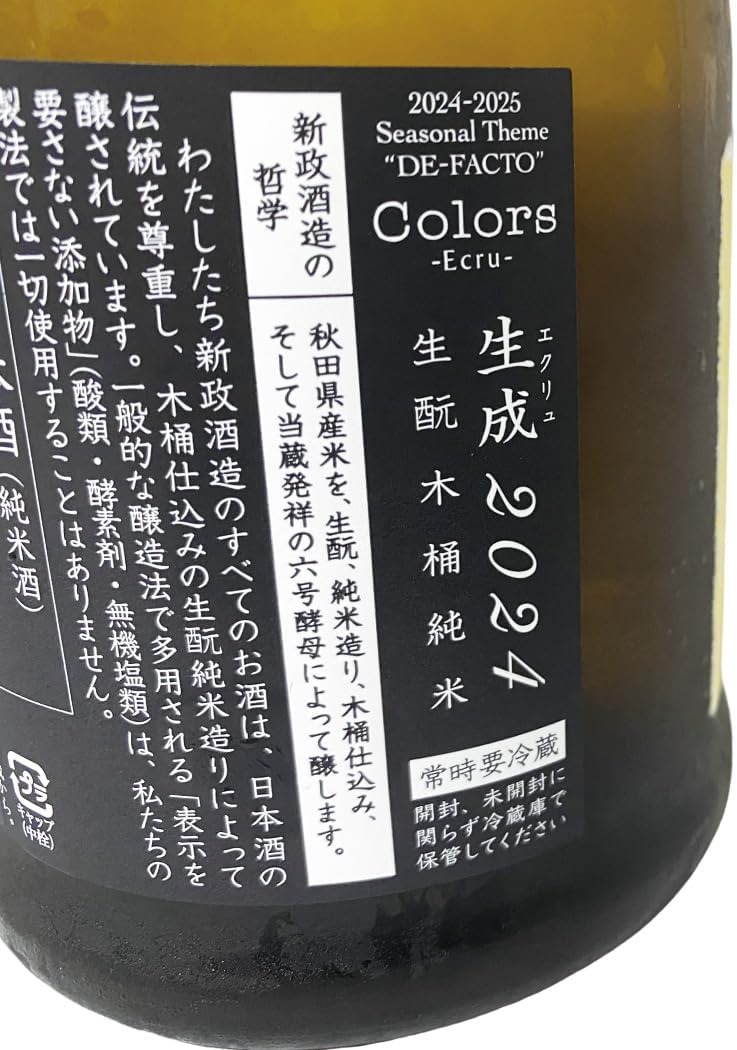 2024-2025
Seasonal Theme
“DE-FACTO”
Colors
-Ecru-
エクリュ
生成 2024
生酛木桶純米
常時要冷蔵
開封、未開封に
関らず冷蔵庫で
保管してください
新政酒造の
哲学
秋田県産米を、生酛、純米造り、木桶仕込み、
そして当蔵発祥の六号酵母によって醸します。
わたしたち新政酒造のすべてのお酒は、日本酒の
伝統を尊重し、木桶仕込みの生酛純米造りによって
醸されています。一般的な醸造法で多用される「表示を
要さない添加物」（酸類・酵素剤・無機塩類）は、私たちの
製法では一切使用することはありません。
酒（純米酒）
キャップ
（中栓）